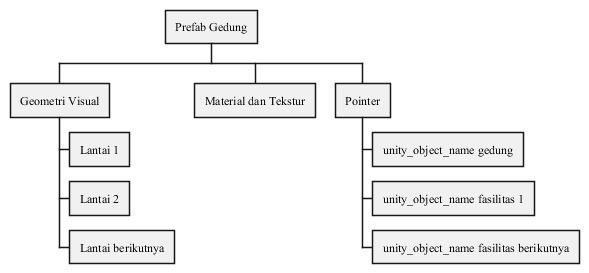 Prefab Gedung
Geometri Visual
Material dan Tekstur
Pointer
Lantai 1
unity_object_name gedung
Lantai 2
unity_object_name fasilitas 1
Lantai berikutnya
unity_object_name fasilitas berikutnya